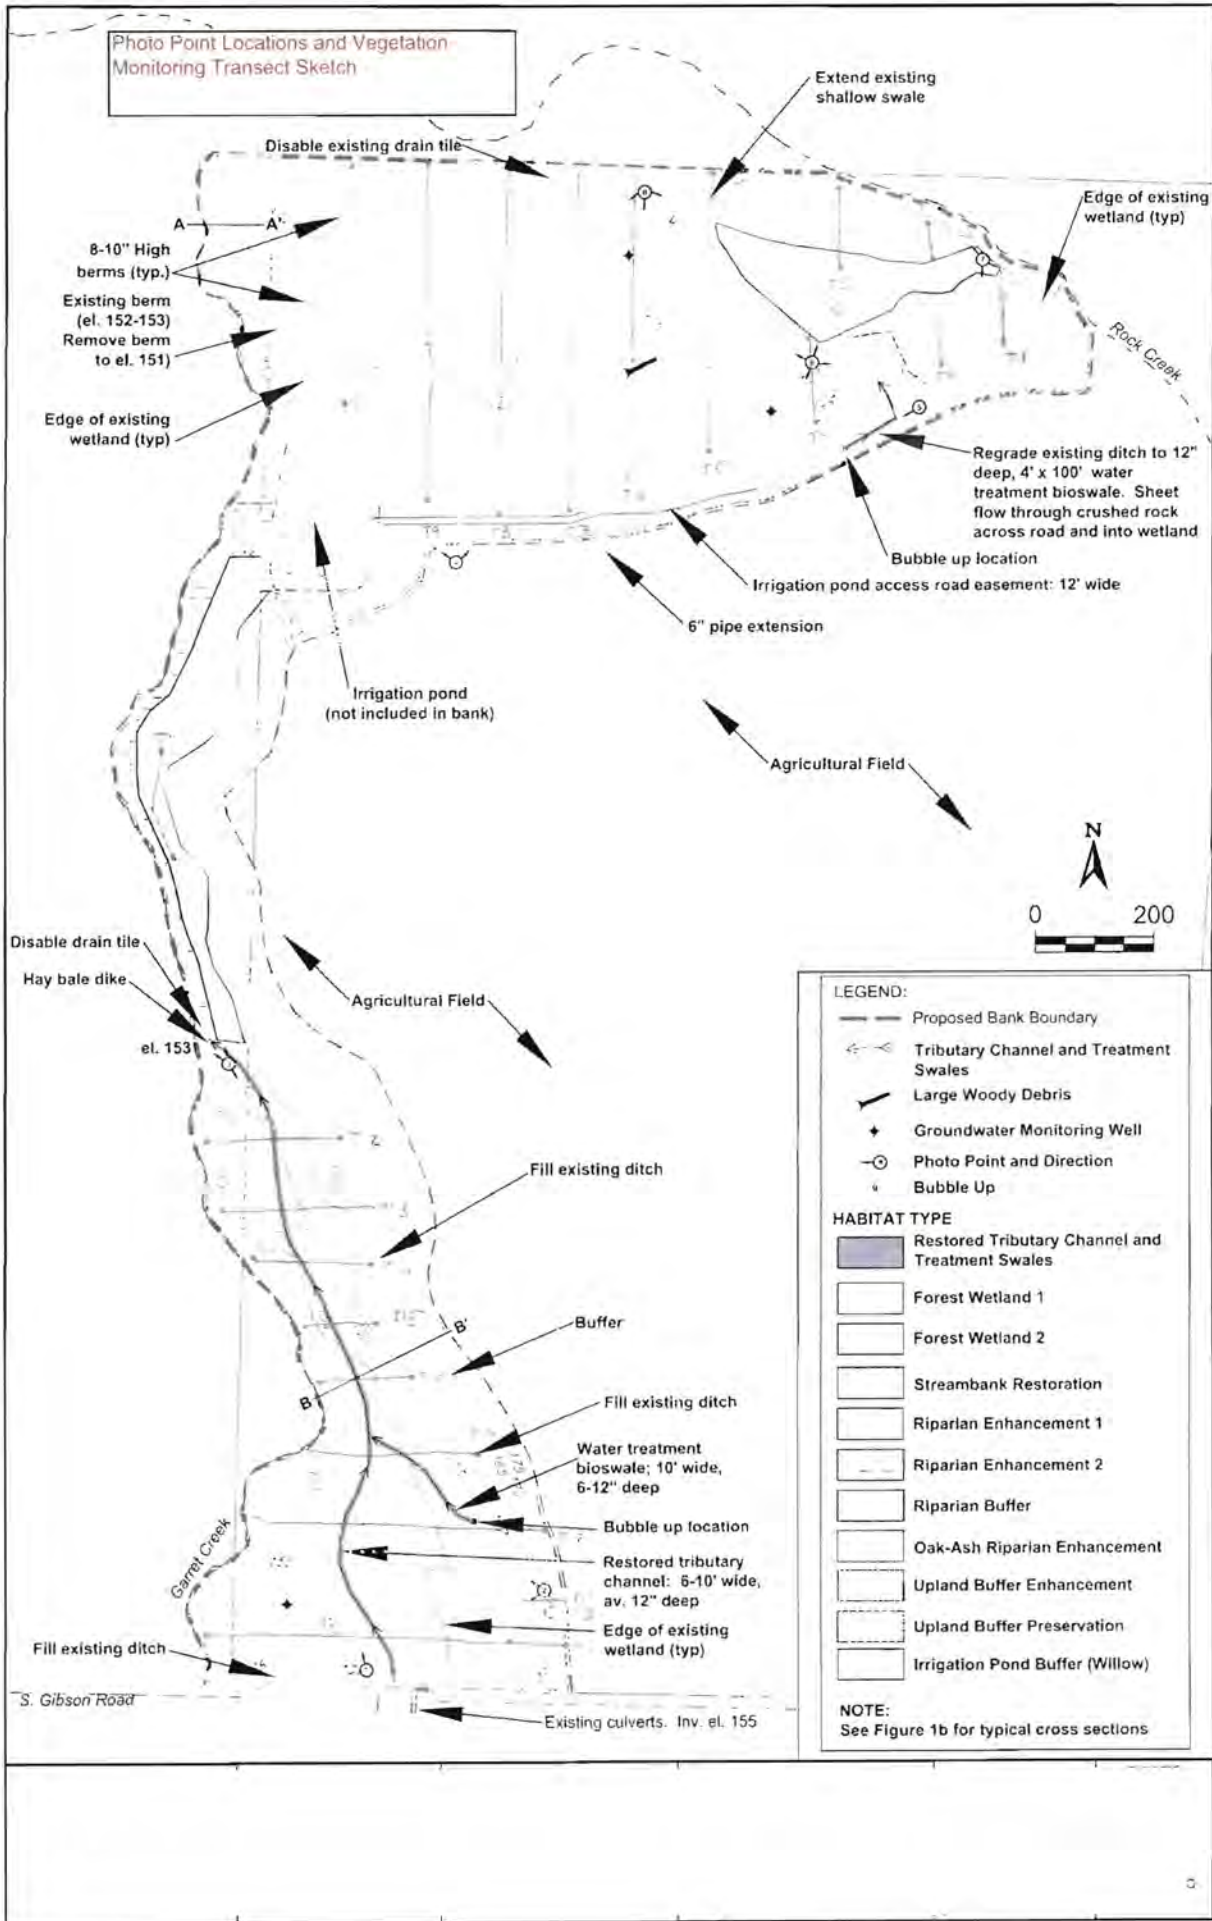 Photo Point Locations and Vegetation
Monitoring Transect Sketch
Extend existing
shallow swale
Disable existing drain tile
Edge of existing
wetland (typ)
A
A'
8-10" High
berms (typ.)
Existing berm
(el. 152-153)
Remove berm
to el. 151)
Rock Creek
Edge of existing
wetland (typ)
Regrade existing ditch to 12"
deep, 4' x 100' water
treatment bioswale. Sheet
flow through crushed rock
across road and into wetland
Bubble up location
Irrigation pond access road easement: 12' wide
6" pipe extension
Irrigation pond
(not included in bank)
Agricultural Field
N
0 200
Disable drain tile
Hay bale dike
el. 153
Agricultural Field
Fill existing ditch
B'
Buffer
B
Fill existing ditch
Water treatment
bioswale; 10' wide,
6-12" deep
Bubble up location
Garret Creek
Restored tributary
channel: 6-10' wide,
av. 12" deep
Edge of existing
wetland (typ)
Fill existing ditch
S. Gibson Road
Existing culverts. Inv. el. 155
LEGEND:
Proposed Bank Boundary
Tributary Channel and Treatment
Swales
Large Woody Debris
Groundwater Monitoring Well
Photo Point and Direction
Bubble Up
HABITAT TYPE
Restored Tributary Channel and
Treatment Swales
Forest Wetland 1
Forest Wetland 2
Streambank Restoration
Riparian Enhancement 1
Riparian Enhancement 2
Riparian Buffer
Oak-Ash Riparian Enhancement
Upland Buffer Enhancement
Upland Buffer Preservation
Irrigation Pond Buffer (Willow)
NOTE:
See Figure 1b for typical cross sections